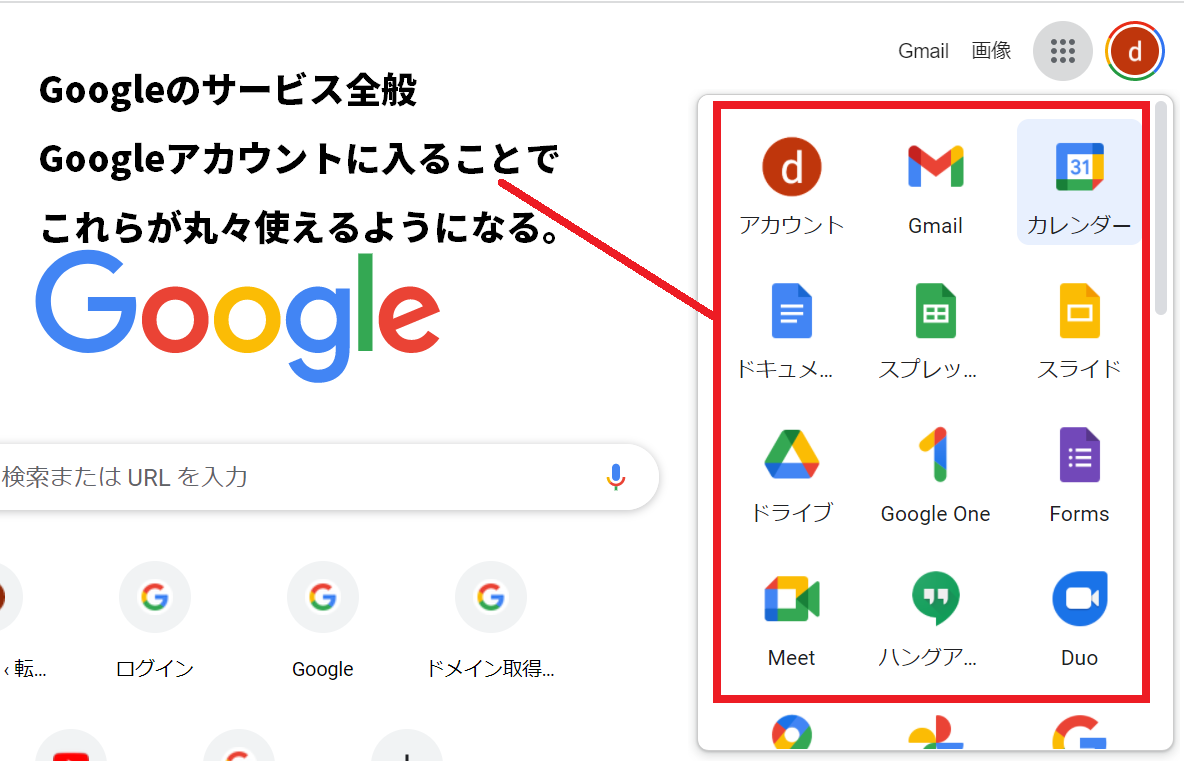 Gmail 画像 d
Googleのサービス全般
Googleアカウントに入ることで
これらが丸々使えるようになる。
Google
検索または URL を入力
‹ 転... ログイン Google ドメイン取得...
d 31
アカウント Gmail カレンダー
ドキュメ... スプレッ... スライド
ドライブ Google One Forms
Meet ハングア... Duo